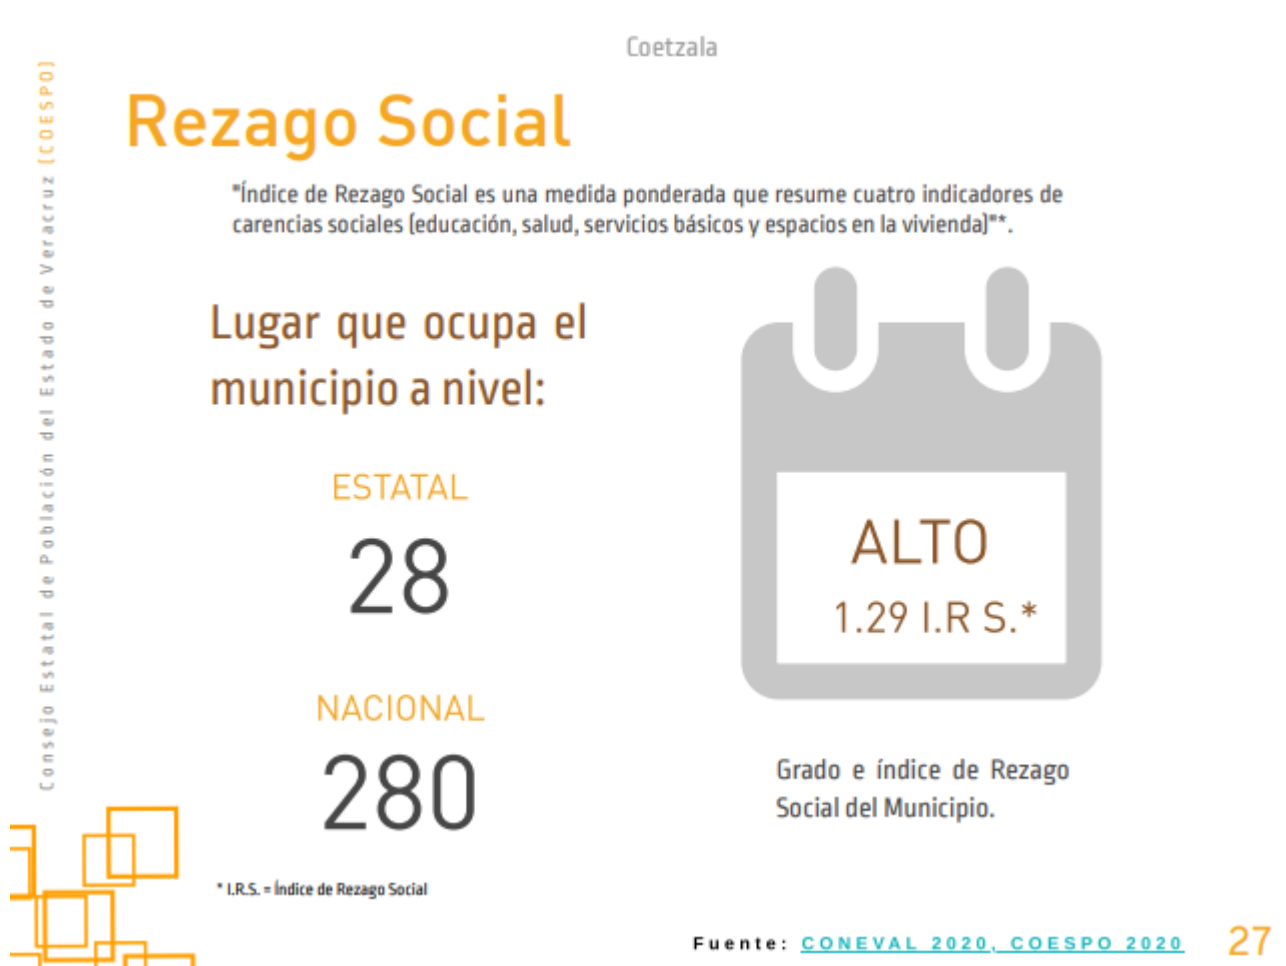 Coetzala
Consejo Estatal de Población del Estado de Veracruz (COESPO)
Rezago Social
"Índice de Rezago Social es una medida ponderada que resume cuatro indicadores de
carencias sociales (educación, salud, servicios básicos y espacios en la vivienda)"*.
Lugar que ocupa el
municipio a nivel:
ESTATAL
28
NACIONAL
280
ALTO
1.29 I.R S.*
Grado e índice de Rezago
Social del Municipio.
* I.R.S. = Índice de Rezago Social
Fuente: CONEVAL 2020, COESPO 2020
27